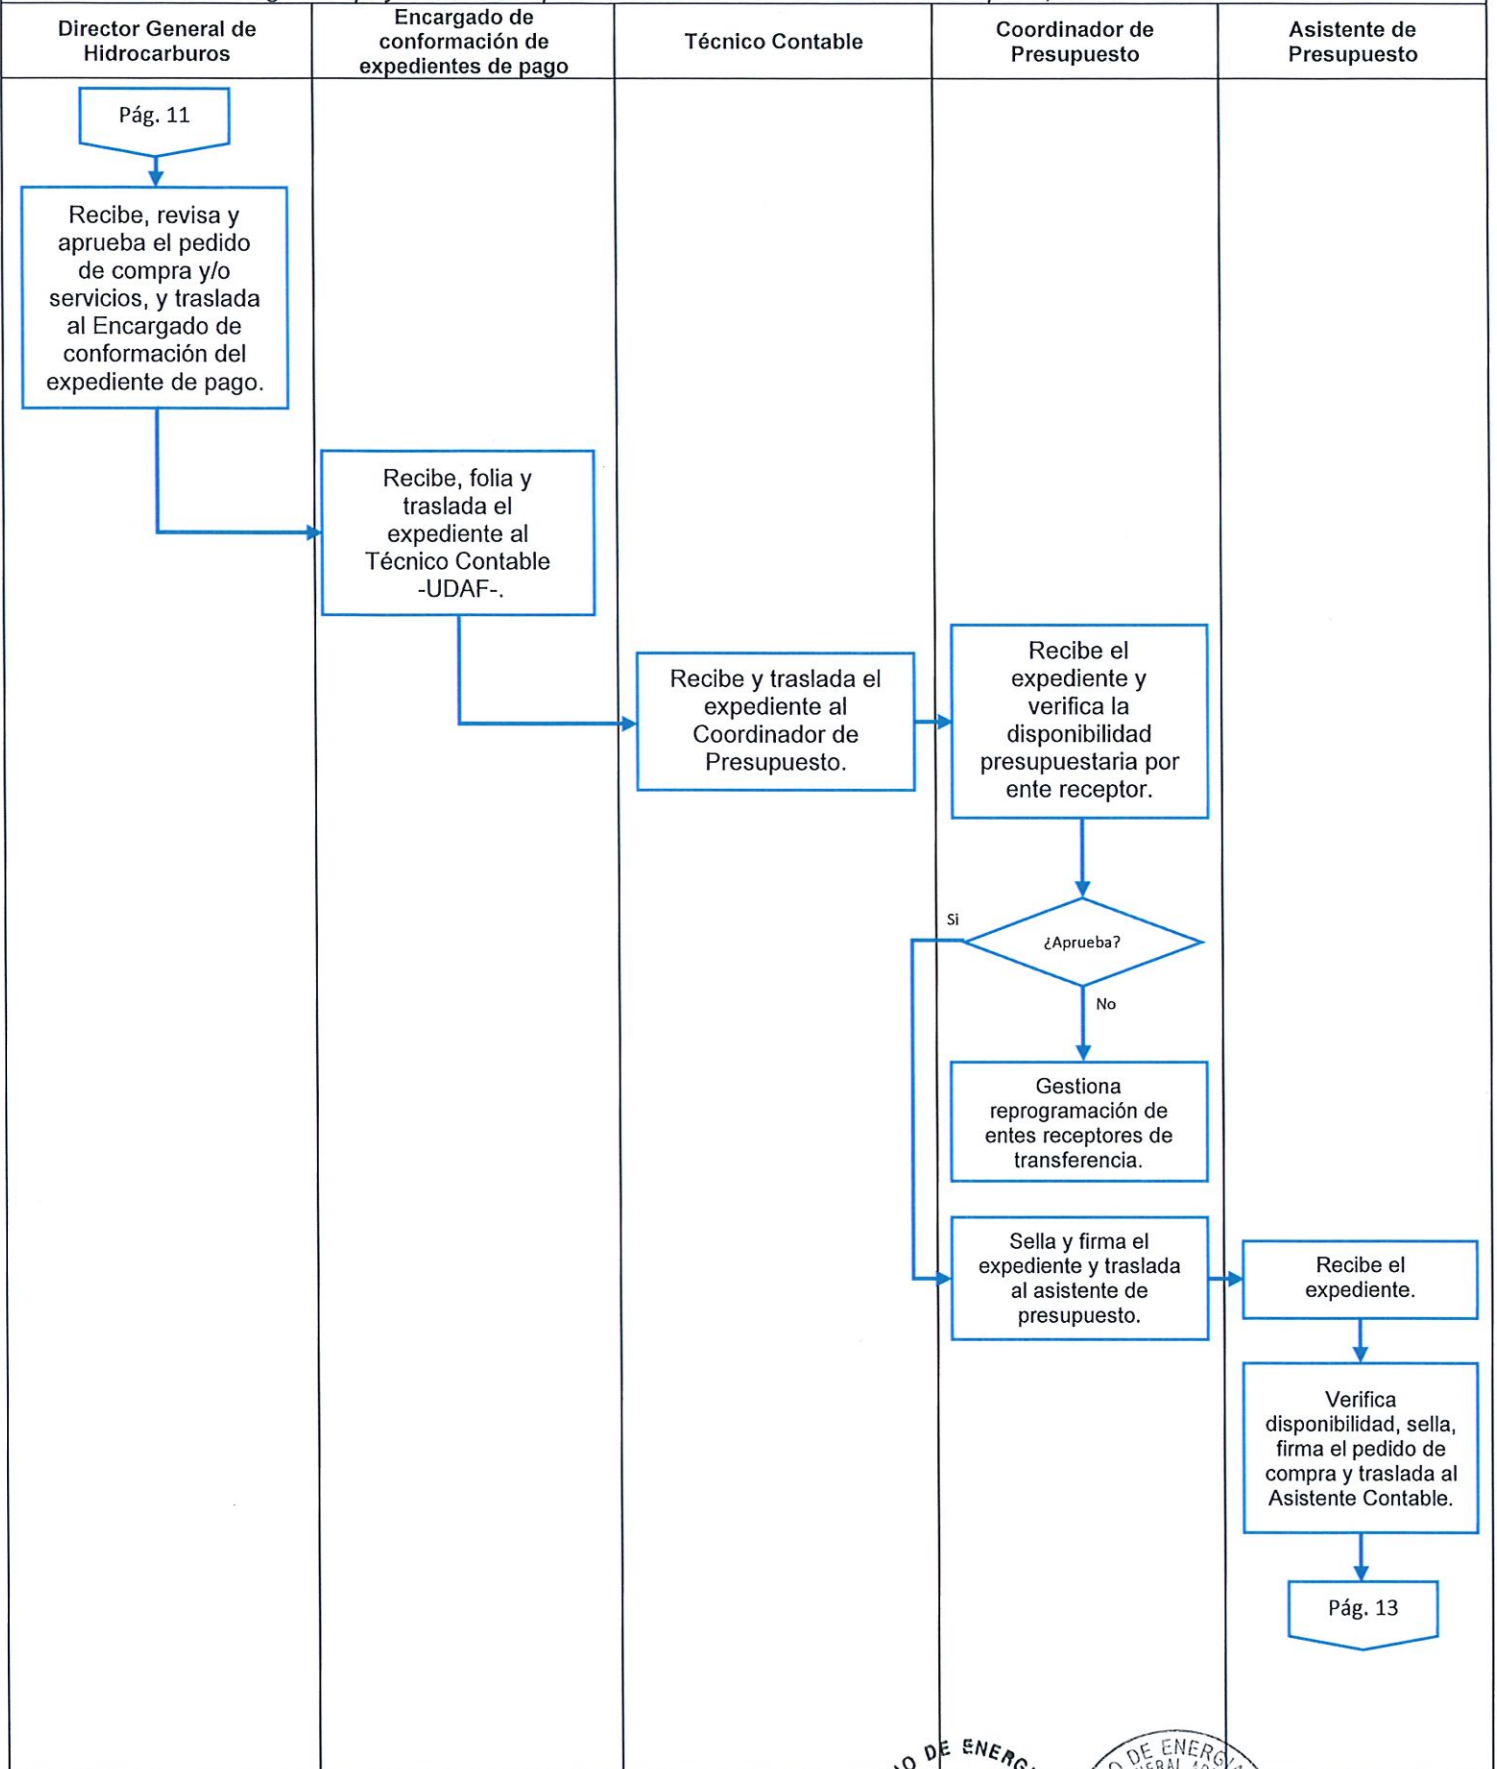 Director General de
Hidrocarburos
Encargado de
conformación de
expedientes de pago
Técnico Contable
Coordinador de
Presupuesto
Asistente de
Presupuesto
Pág. 11
Recibe, revisa y
aprueba el pedido
de compra y/o
servicios, y traslada
al Encargado de
conformación del
expediente de pago.
Recibe, folia y
traslada el
expediente al
Técnico Contable
-UDAF-.
Recibe y traslada el
expediente al
Coordinador de
Presupuesto.
Recibe el
expediente y
verifica la
disponibilidad
presupuestaria por
ente receptor.
Si
¿Aprueba?
No
Gestiona
reprogramación de
entes receptores de
transferencia.
Sella y firma el
expediente y traslada
al asistente de
presupuesto.
Recibe el
expediente.
Verifica
disponibilidad, sella,
firma el pedido de
compra y traslada al
Asistente Contable.
Pág. 13
DE ENERG
DE ENERGIA